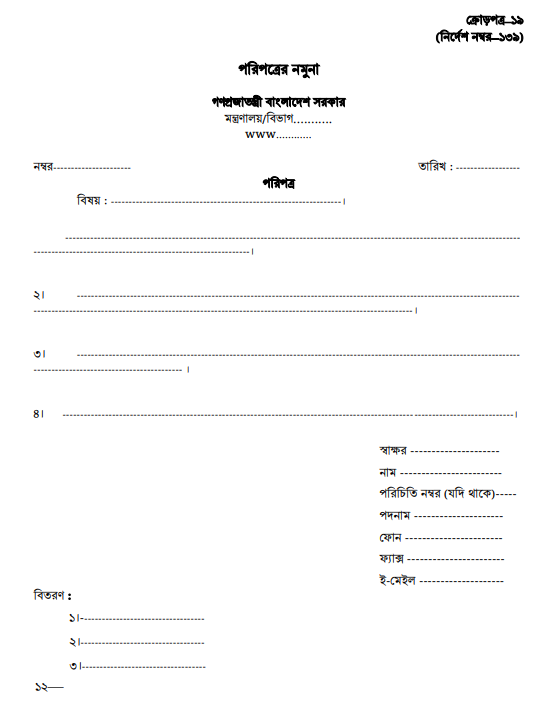 ক্রোড়পত্র–১৯
(নির্দেশ নম্বর–১৩৯)
পরিপত্রের নমুনা
গণপ্রজাতন্ত্রী বাংলাদেশ সরকার
মন্ত্রণালয়/বিভাগ...........
www............
নম্বর---------------------- তারিখ : ------------------
পরিপত্র
বিষয় : -----------------------------------------------------------------।
--------------------------------------------------------------------------------------------------------------------------------
-------------------------------------------------------------।
২। ----------------------------------------------------------------------------------------------------------------------------
-----------------------------------------------------------------------------------------------------------।
৩। ----------------------------------------------------------------------------------------------------------------------------
------------------------------------------ ।
৪। -------------------------------------------------------------------------------------------------------------------------------।
স্বাক্ষর ---------------------
নাম ------------------------
পরিচিতি নম্বর (যদি থাকে)-----
পদনাম ---------------------
ফোন -----------------------
ফ্যাক্স -----------------------
ই-মেইল --------------------
বিতরণ :
১।-----------------------------------
২।-----------------------------------
৩।-----------------------------------
১২—